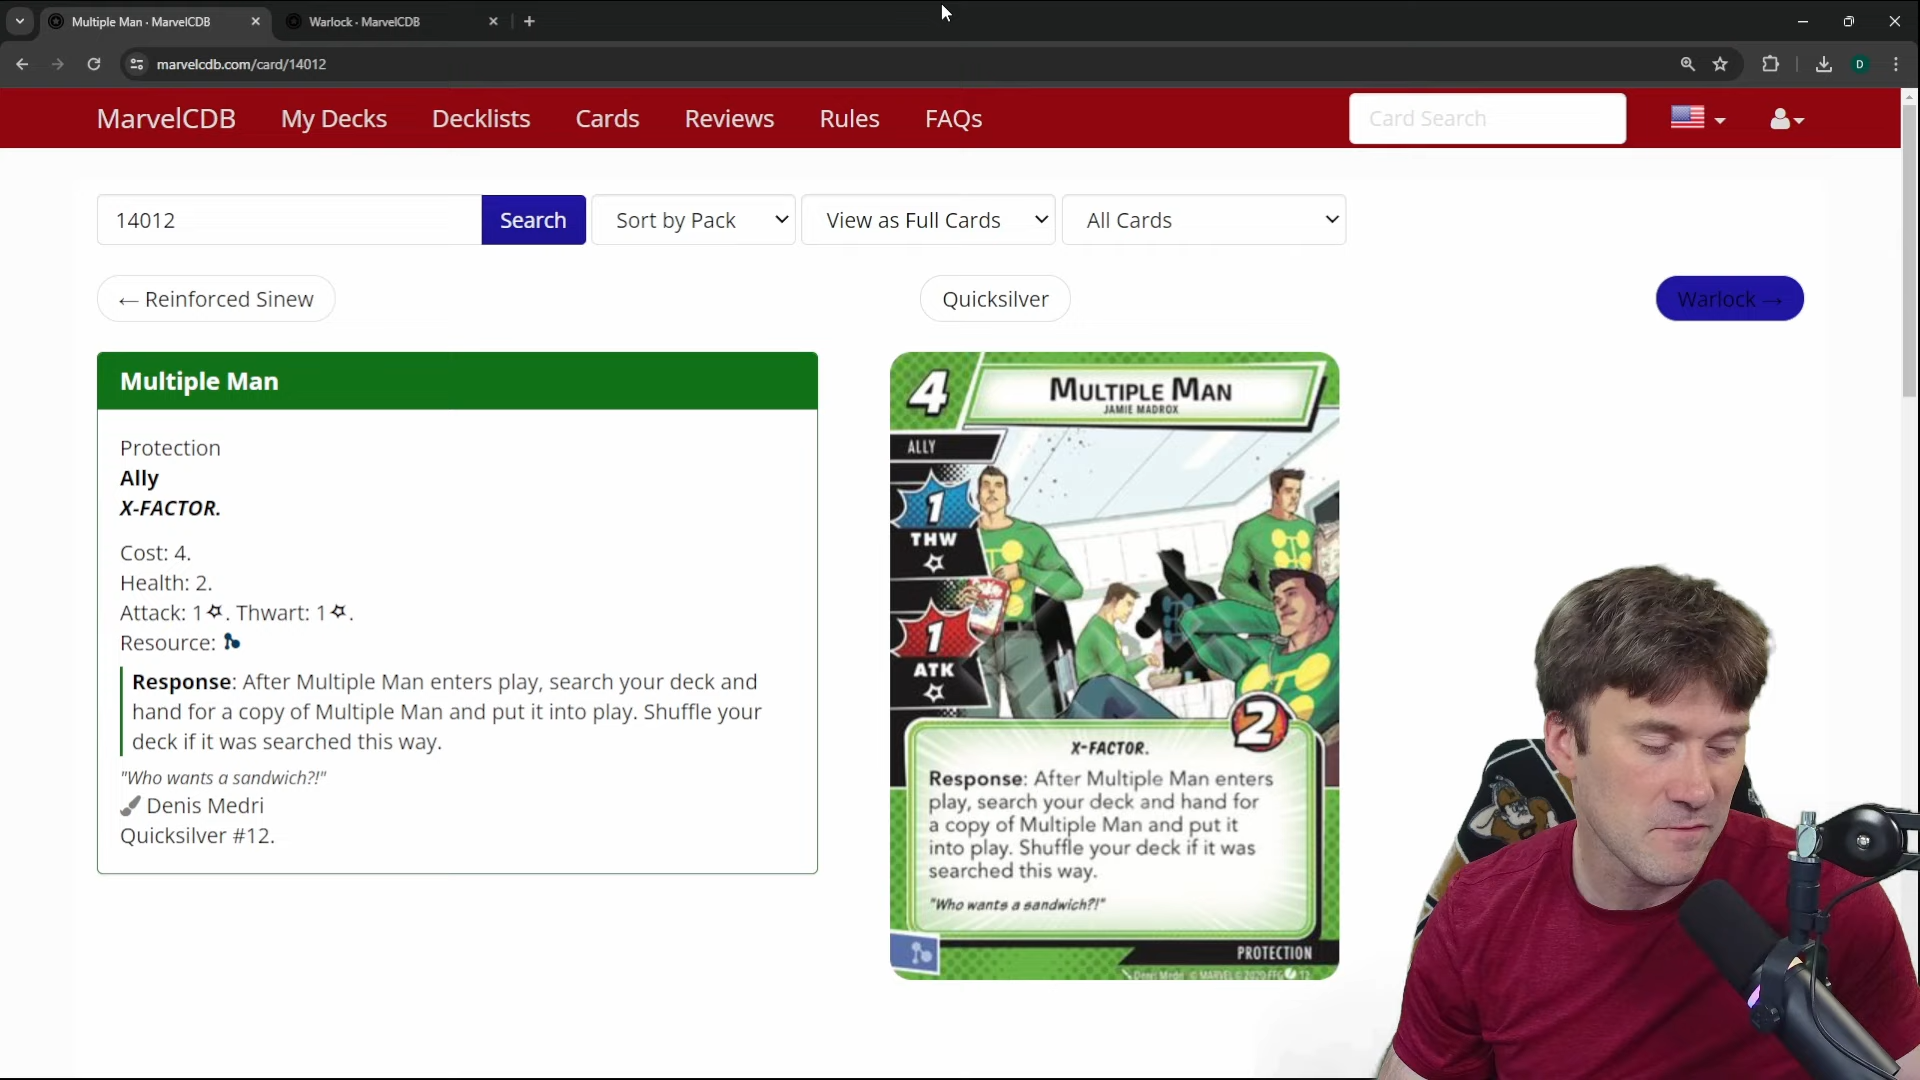 Multiple Man · MarvelCDB
Warlock · MarvelCDB
marvelcdb.com/card/14012
D
MarvelCDB
My Decks
Decklists
Cards
Reviews
Rules
FAQs
Card Search
14012
Search
Sort by Pack
View as Full Cards
All Cards
← Reinforced Sinew
Quicksilver
Warlock →
Multiple Man
Protection
Ally
X-FACTOR.
Cost: 4.
Health: 2.
Attack: 1. Thwart: 1.
Resource:
Response: After Multiple Man enters play, search your deck and
hand for a copy of Multiple Man and put it into play. Shuffle your
deck if it was searched this way.
"Who wants a sandwich?!"
Denis Medri
Quicksilver #12.
4
MULTIPLE MAN
JAMIE MADROX
ALLY
1
THW
1
ATK
2
X-FACTOR.
Response: After Multiple Man enters
play, search your deck and hand for
a copy of Multiple Man and put it
into play. Shuffle your deck if it was
searched this way.
"Who wants a sandwich?!"
PROTECTION
Denis Medri © MARVEL © 2020 FFG 12